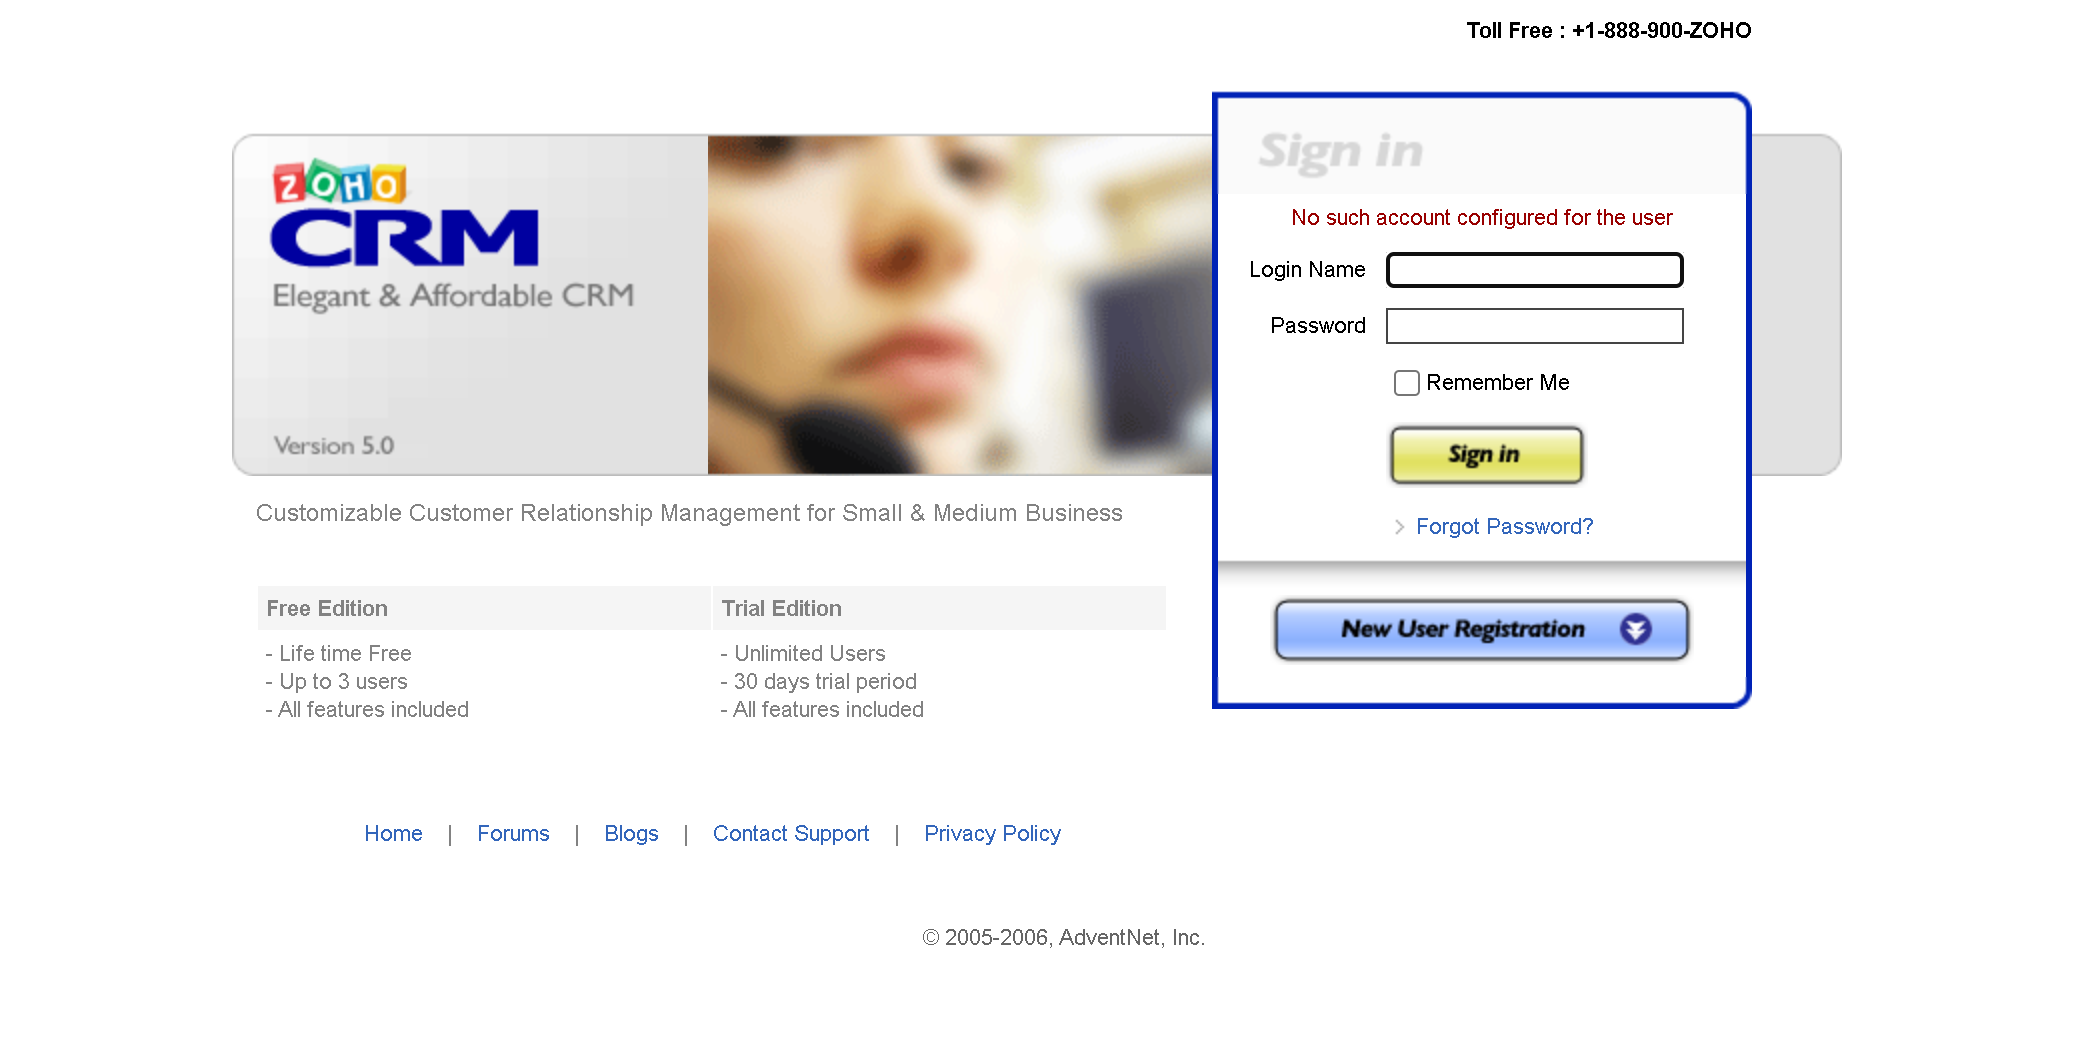 Toll Free : +1-888-900-ZOHO
ZOHO
CRM
Elegant & Affordable CRM
Version 5.0
Sign in
No such account configured for the user
Login Name
Password
Remember Me
Sign in
Forgot Password?
New User Registration
Customizable Customer Relationship Management for Small & Medium Business
Free Edition
- Life time Free
- Up to 3 users
- All features included
Trial Edition
- Unlimited Users
- 30 days trial period
- All features included
Home | Forums | Blogs | Contact Support | Privacy Policy
© 2005-2006, AdventNet, Inc.